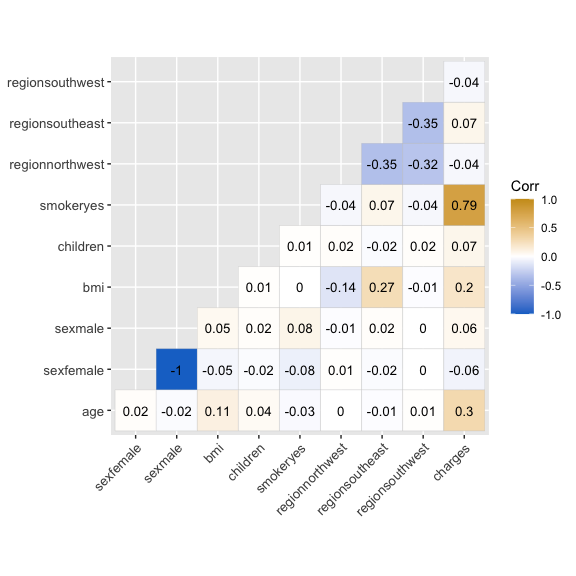 regionsouthwest -0.04
regionsoutheast -0.35 0.07
regionnorthwest -0.35 -0.32 -0.04
smokeryes -0.04 0.07 -0.04 0.79
children 0.01 0.02 -0.02 0.02 0.07
bmi 0.01 0 -0.14 0.27 -0.01 0.2
sexmale 0.05 0.02 0.08 -0.01 0.02 0 0.06
sexfemale -1 -0.05 -0.02 -0.08 0.01 -0.02 0 -0.06
age 0.02 -0.02 0.11 0.04 -0.03 0 -0.01 0.01 0.3
sexfemale sexmale bmi children smokeryes regionnorthwest regionsoutheast regionsouthwest charges
Corr
1.0
0.5
0.0
-0.5
-1.0